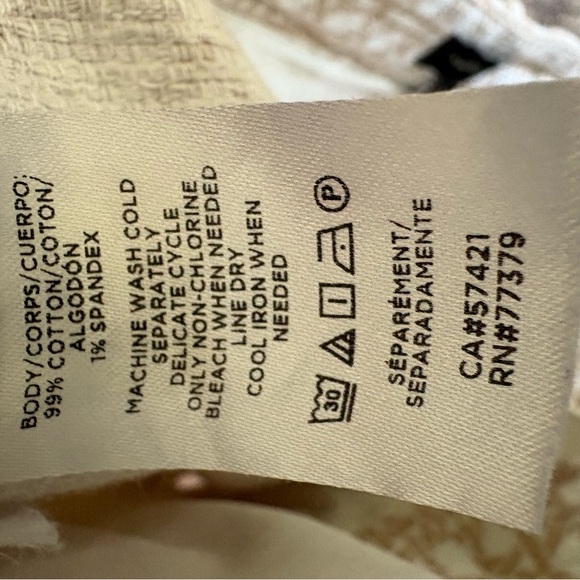 BODY/CORPS/CUERPO:
99% COTTON/COTON/
ALGODÓN
1% SPANDEX
MACHINE WASH COLD
SEPARATELY
DELICATE CYCLE
ONLY NON-CHLORINE
BLEACH WHEN NEEDED
LINE DRY
COOL IRON WHEN
NEEDED
30 P
SÉPARÉMENT/
SEPARADAMENTE
CA#57421
RN#77379